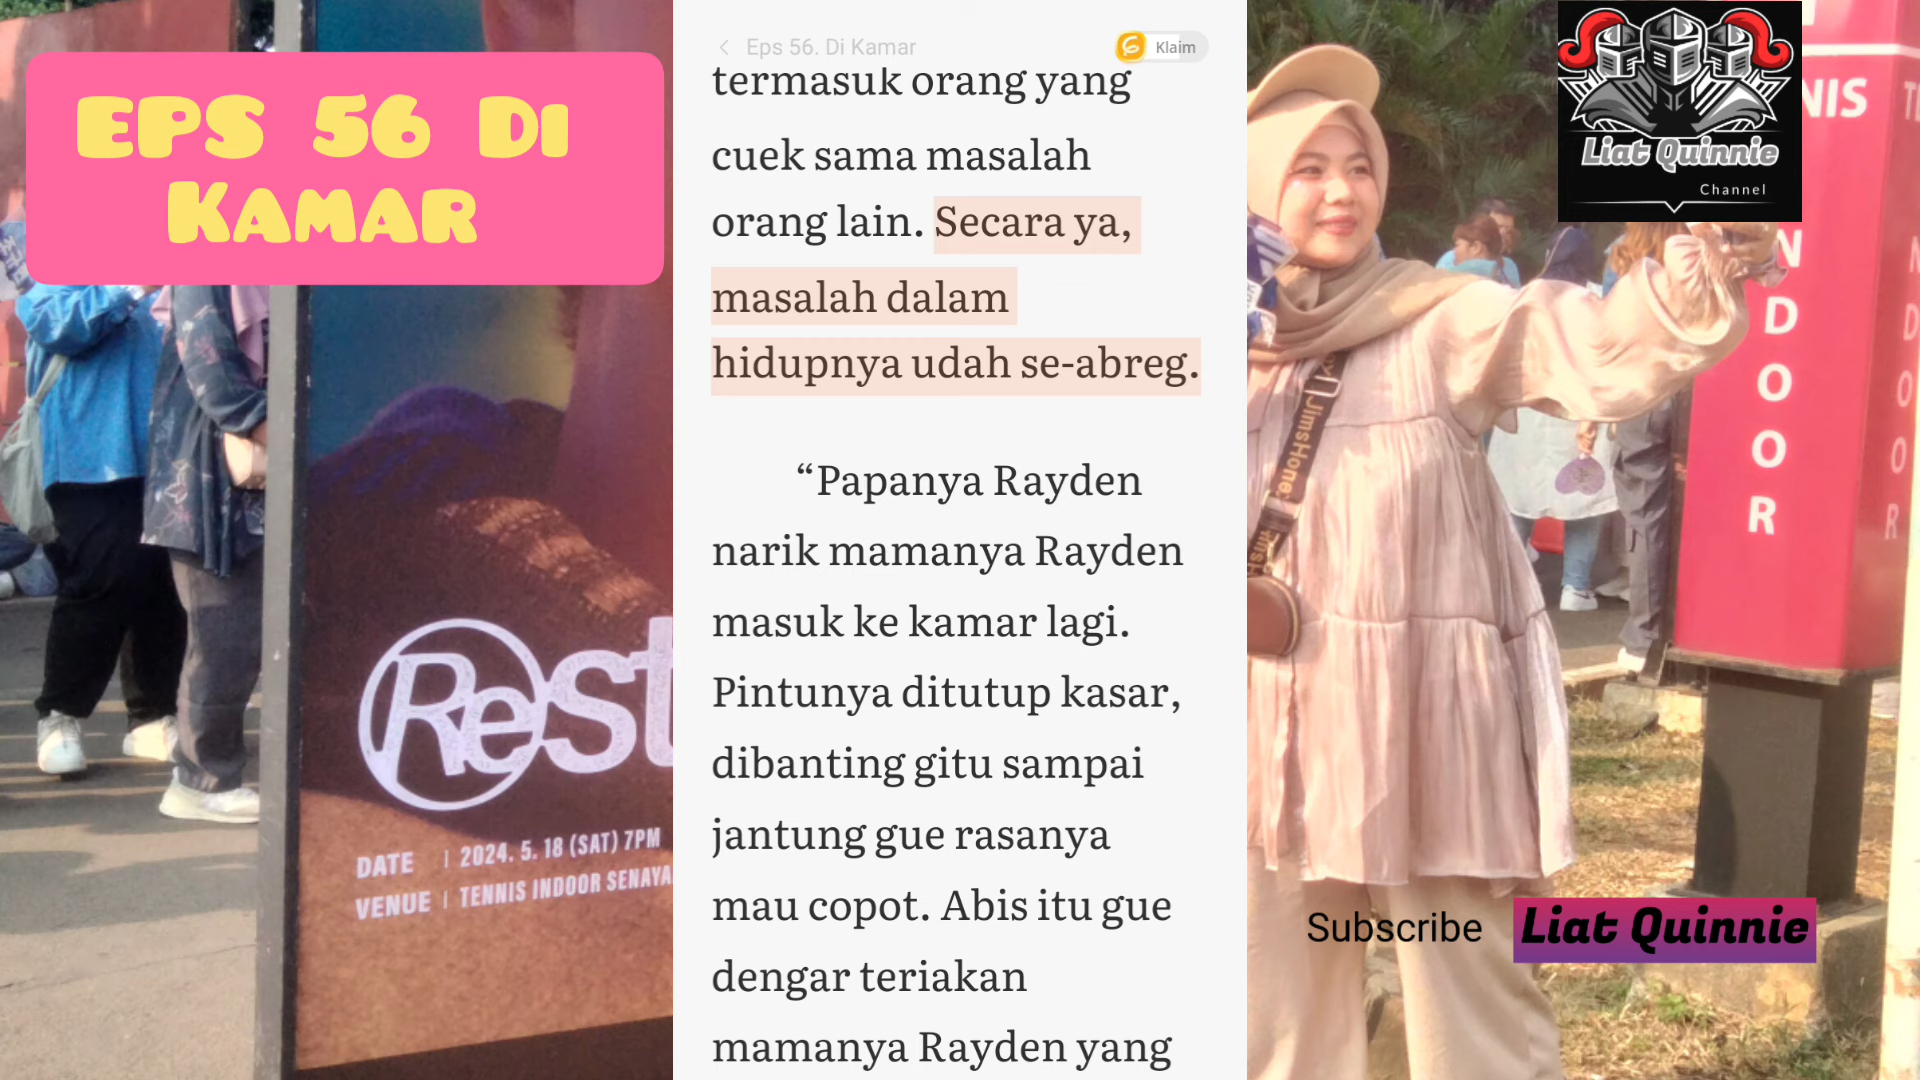 EPS 56 Di
Kamar
Eps 56. Di Kamar
Klaim
termasuk orang yang
cuek sama masalah
orang lain. Secara ya,
masalah dalam
hidupnya udah se-abreg.
“Papanya Rayden
narik mamanya Rayden
masuk ke kamar lagi.
Pintunya ditutup kasar,
dibanting gitu sampai
jantung gue rasanya
mau copot. Abis itu gue
dengar teriakan
mamanya Rayden yang
ReSt
DATE | 2024. 5. 18 (SAT) 7PM
VENUE | TENNIS INDOOR SENAYA
Liat Quinnie
Channel
NIS
NDOOR
JimsHoney
Subscribe
Liat Quinnie